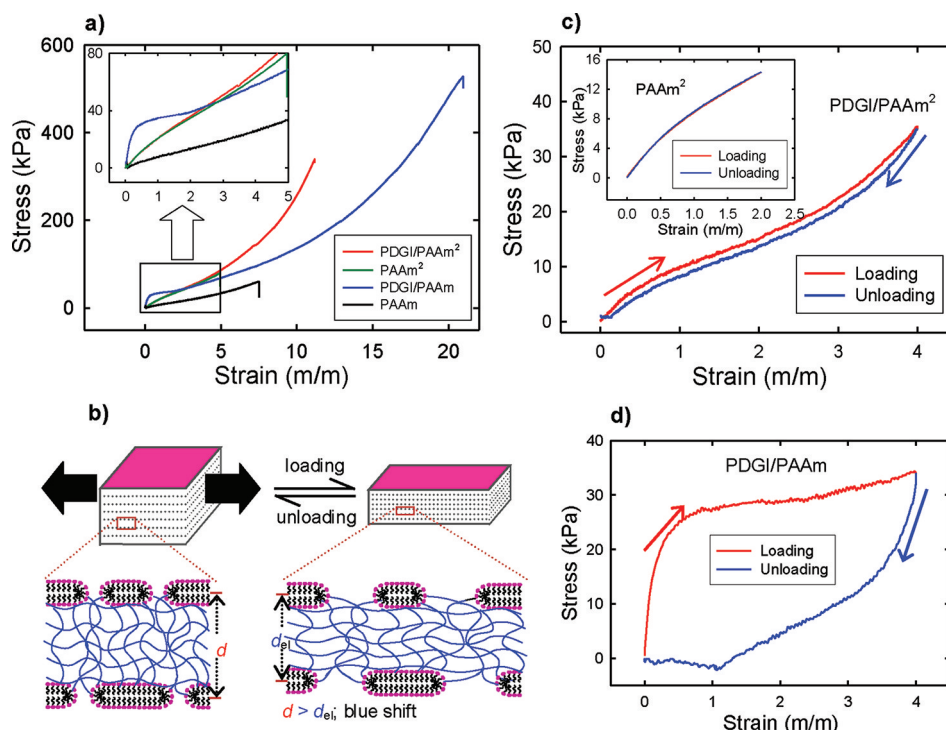 a)
600
400
200
0
Stress (kPa)
80
40
0
0 1 2 3 4 5
PDGI/PAAm²
PAAm²
PDGI/PAAm
PAAm
0 5 10 15 20
Strain (m/m)
b)
loading
unloading
d
d_el
d > d_el; blue shift
c)
50
40
30
20
10
0
Stress (kPa)
16
12
8
4
0
Stress (kPa)
PAAm²
Loading
Unloading
0.0 0.5 1.0 1.5 2.0 2.5
Strain (m/m)
PDGI/PAAm²
Loading
Unloading
0 1 2 3 4
Strain (m/m)
d)
40
30
33
10
0
Stress (kPa)
PDGI/PAAm
Loading
Unloading
0 1 2 3 4
Strain (m/m)